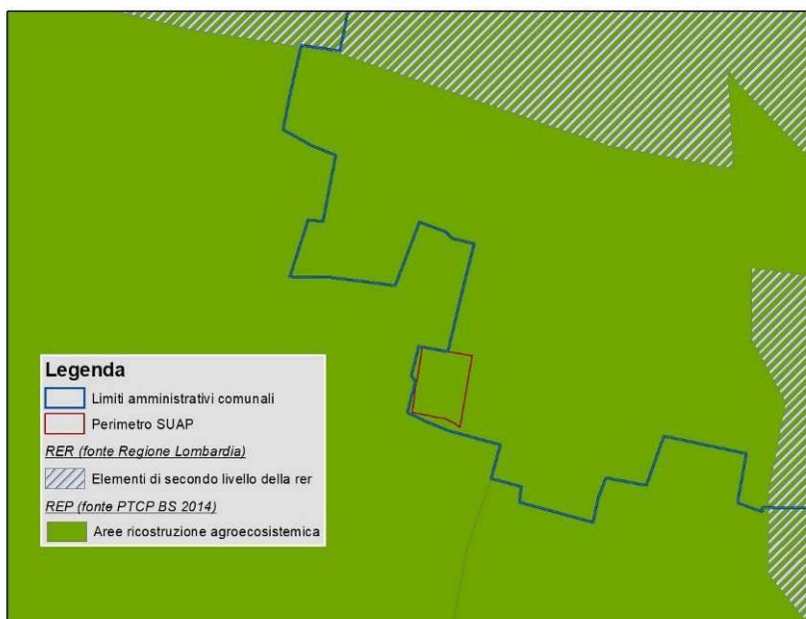 Legenda
Limiti amministrativi comunali
Perimetro SUAP
RER (fonte Regione Lombardia)
Elementi di secondo livello della rer
REP (fonte PTCP BS 2014)
Aree ricostruzione agroecosistemica